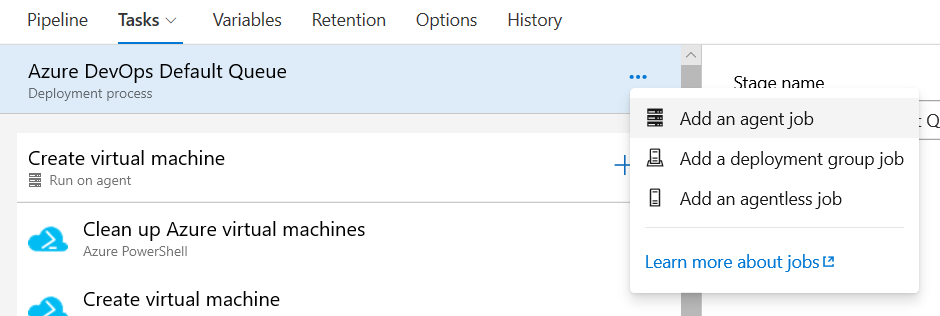 Pipeline Tasks Variables Retention Options History
Azure DevOps Default Queue
Deployment process
Stage name
Add an agent job
Q
Add a deployment group job
Create virtual machine
Run on agent
Add an agentless job
Clean up Azure virtual machines
Azure PowerShell
Learn more about jobs
Create virtual machine